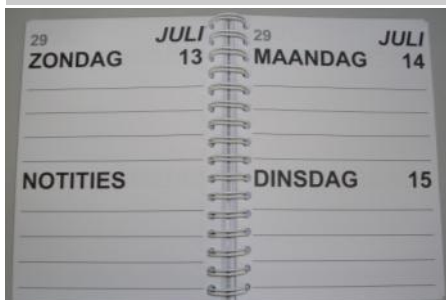 29 JULI
ZONDAG 13
NOTITIES
29 JULI
MAANDAG 14
DINSDAG 15